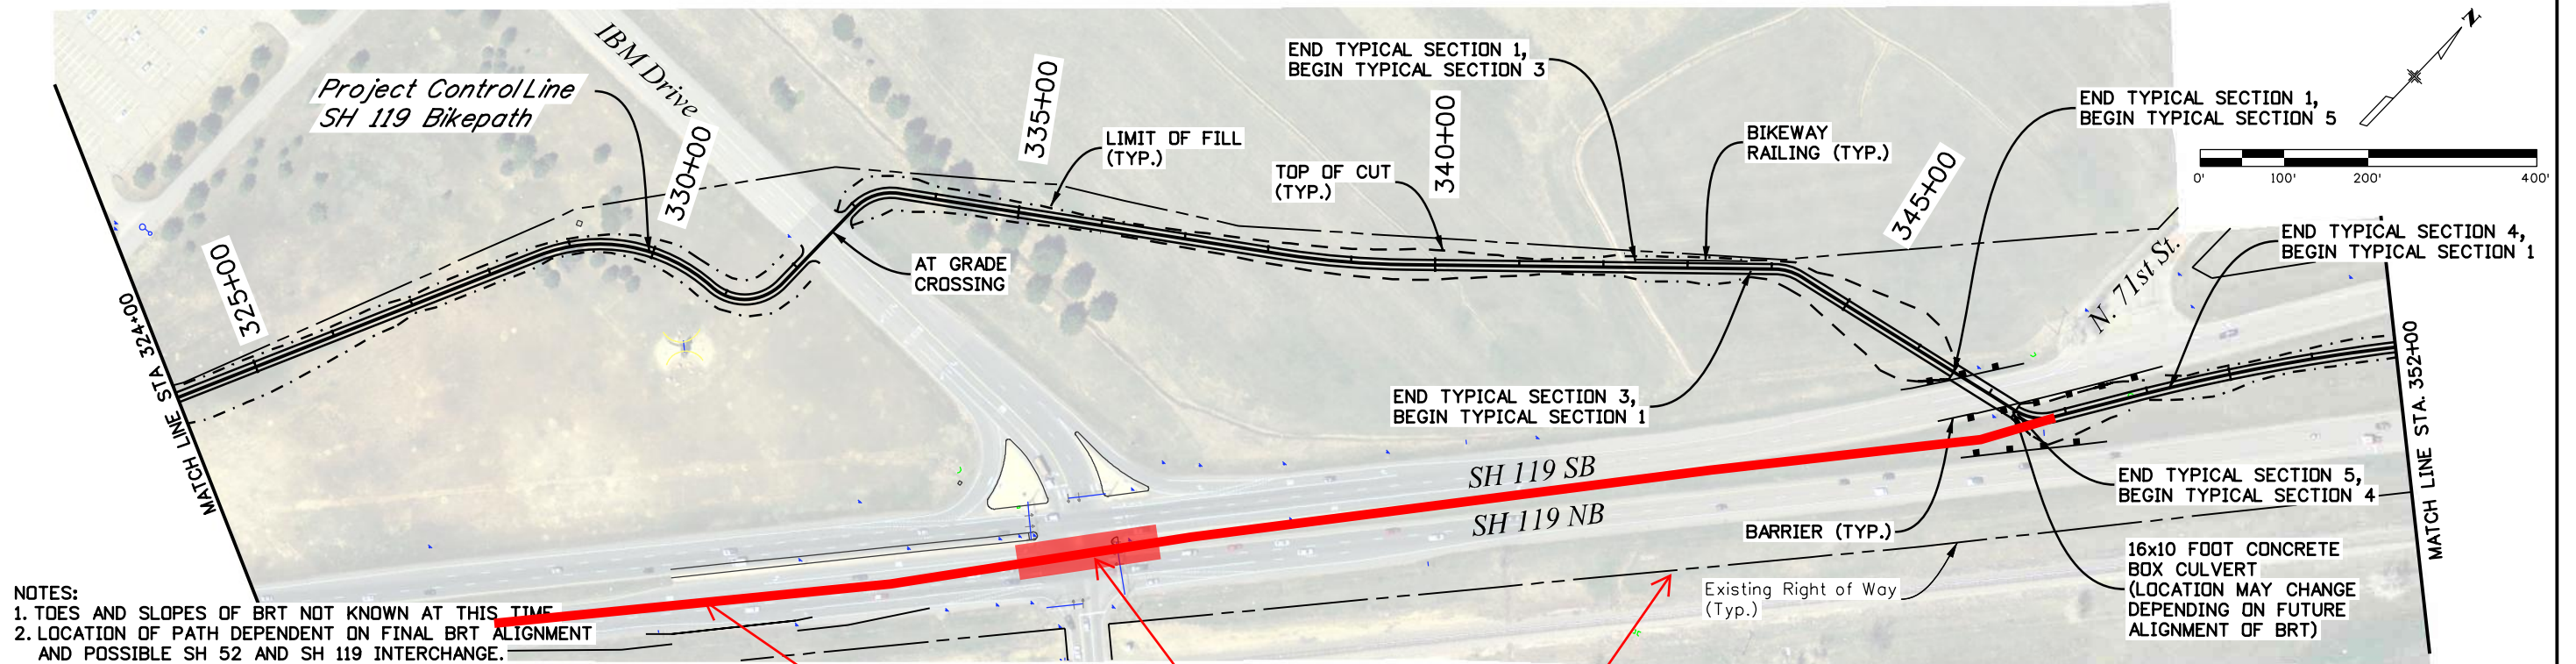 IBM Drive
Project Control Line
SH 119 Bikepath
325+00
330+00
335+00
340+00
345+00
LIMIT OF FILL
(TYP.)
END TYPICAL SECTION 1,
BEGIN TYPICAL SECTION 3
TOP OF CUT
(TYP.)
BIKEWAY
RAILING (TYP.)
END TYPICAL SECTION 1,
BEGIN TYPICAL SECTION 5
N
0'
100'
200'
400'
END TYPICAL SECTION 4,
BEGIN TYPICAL SECTION 1
N. 71st St.
AT GRADE
CROSSING
MATCH LINE STA 324+00
MATCH LINE STA. 352+00
END TYPICAL SECTION 3,
BEGIN TYPICAL SECTION 1
SH 119 SB
SH 119 NB
END TYPICAL SECTION 5,
BEGIN TYPICAL SECTION 4
BARRIER (TYP.)
16x10 FOOT CONCRETE
BOX CULVERT
(LOCATION MAY CHANGE
DEPENDING ON FUTURE
ALIGNMENT OF BRT)
Existing Right of Way
(Typ.)
NOTES:
1. TOES AND SLOPES OF BRT NOT KNOWN AT THIS TIME
2. LOCATION OF PATH DEPENDENT ON FINAL BRT ALIGNMENT
AND POSSIBLE SH 52 AND SH 119 INTERCHANGE.